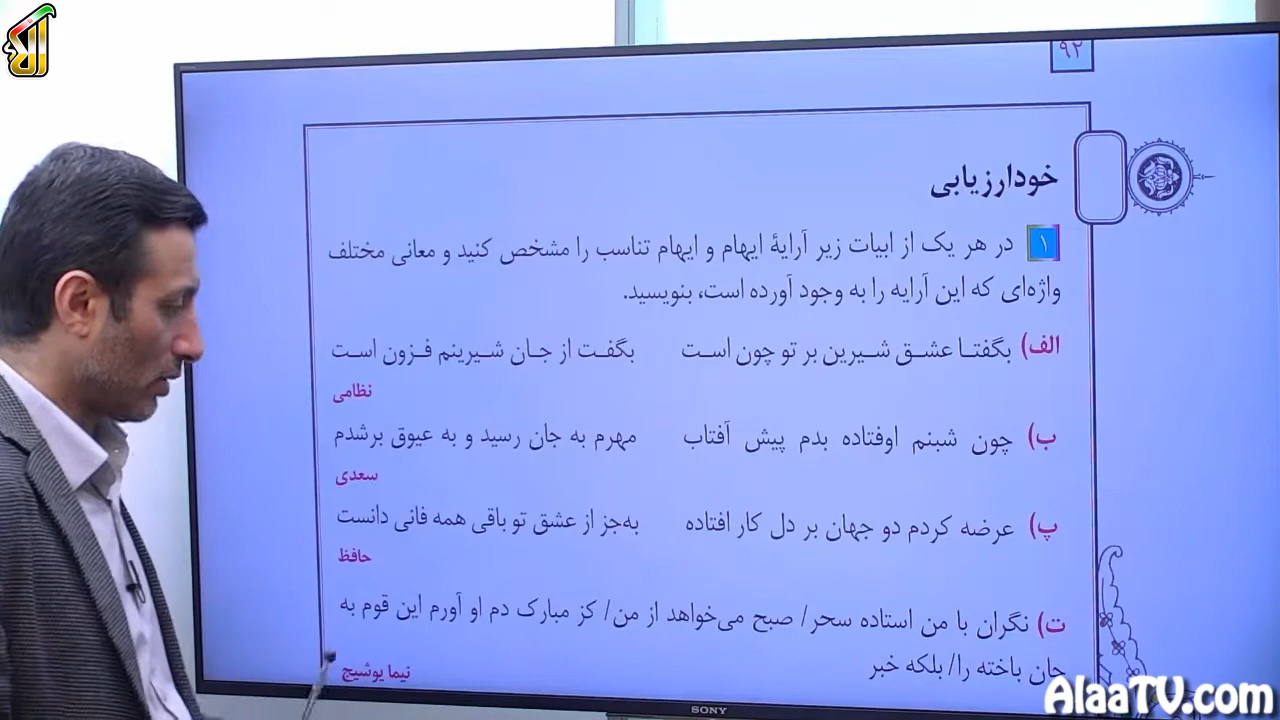 ۹۲
خودارزیابی
۱ در هر یک از ابیات زیر آرایهٔ ایهام و ایهام تناسب را مشخص کنید و معانی مختلف
واژه‌ای که این آرایه را به وجود آورده است، بنویسید.
الف) بگفتا عشق شیرین بر تو چون است بگفت از جان شیرینم فزون است
نظامی
ب) چون شبنم اوفتاده بدم پیش آفتاب مهرم به جان رسید و به عیوق برشدم
سعدی
پ) عرضه کردم دو جهان بر دل کار افتاده به‌جز از عشق تو باقی همه فانی دانست
حافظ
ت) نگران با من استاده سحر/ صبح می‌خواهد از من/ کز مبارک دم او آورم این قوم به
جان باخته را/ بلکه خبر
نیما یوشیج
SONY
AlaaTV.com